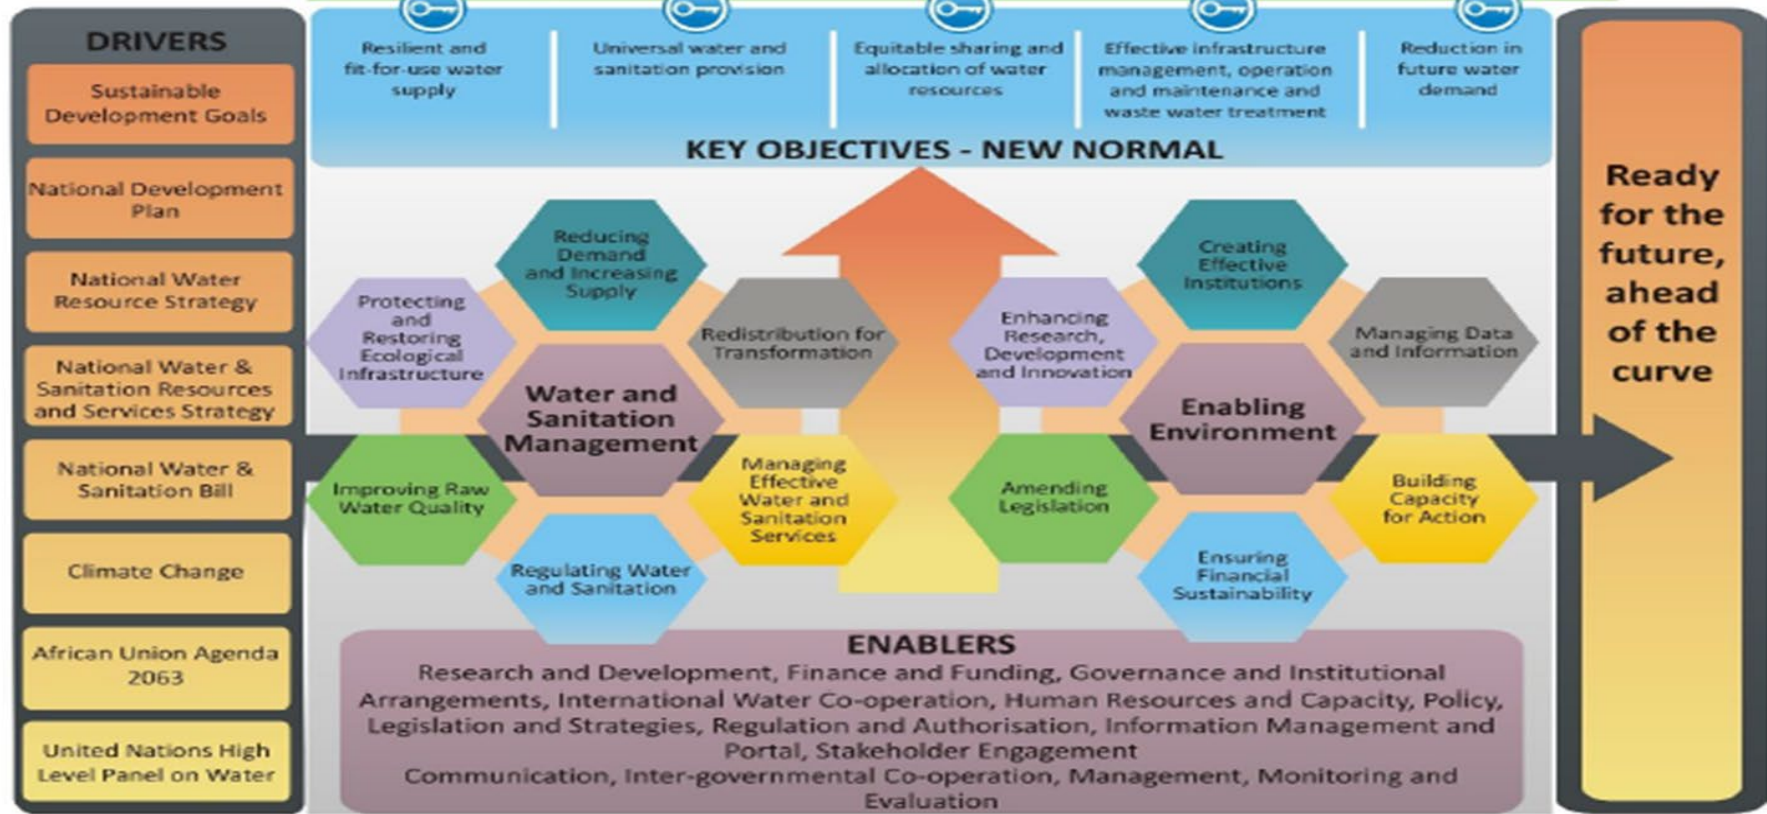 DRIVERS
Sustainable
Development Goals
National Development
Plan
National Water
Resource Strategy
National Water &
Sanitation Resources
and Services Strategy
National Water &
Sanitation Bill
Climate Change
African Union Agenda
2063
United Nations High
Level Panel on Water
Resilient and
fit-for-use water
supply
Universal water and
sanitation provision
Equitable sharing and
allocation of water
resources
Effective infrastructure
management, operation
and maintenance and
waste water treatment
Reduction in
future water
demand
KEY OBJECTIVES - NEW NORMAL
Reducing
Demand
and Increasing
Supply
Protecting
and
Restoring
Ecological
Infrastructure
Redistribution for
Transformation
Water and
Sanitation
Management
Improving Raw
Water Quality
Managing
Effective
Water and
Sanitation
Services
Regulating Water
and Sanitation
Creating
Effective
Institutions
Enhancing
Research,
Development
and Innovation
Managing Data
and Information
Enabling
Environment
Amending
Legislation
Building
Capacity
for Action
Ensuring
Financial
Sustainability
ENABLERS
Research and Development, Finance and Funding, Governance and Institutional
Arrangements, International Water Co-operation, Human Resources and Capacity, Policy,
Legislation and Strategies, Regulation and Authorisation, Information Management and
Portal, Stakeholder Engagement
Communication, Inter-governmental Co-operation, Management, Monitoring and
Evaluation
Ready
for the
future,
ahead
of the
curve